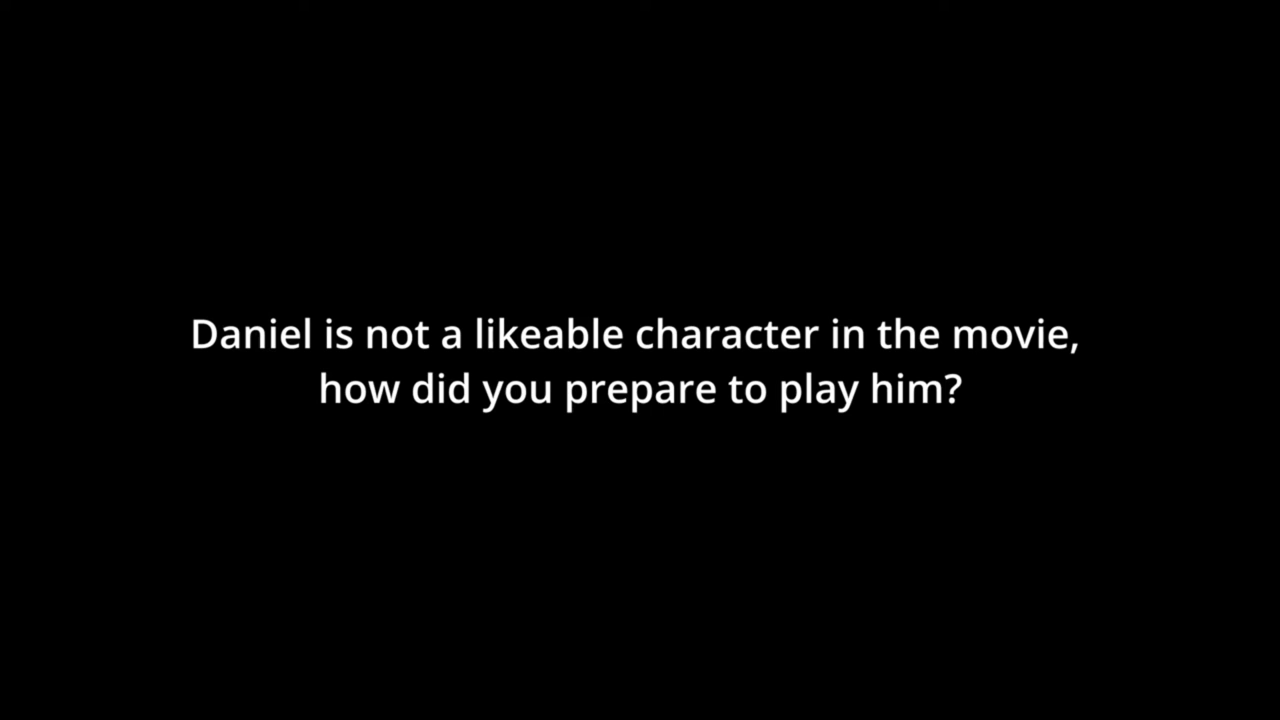 Daniel is not a likeable character in the movie,
how did you prepare to play him?